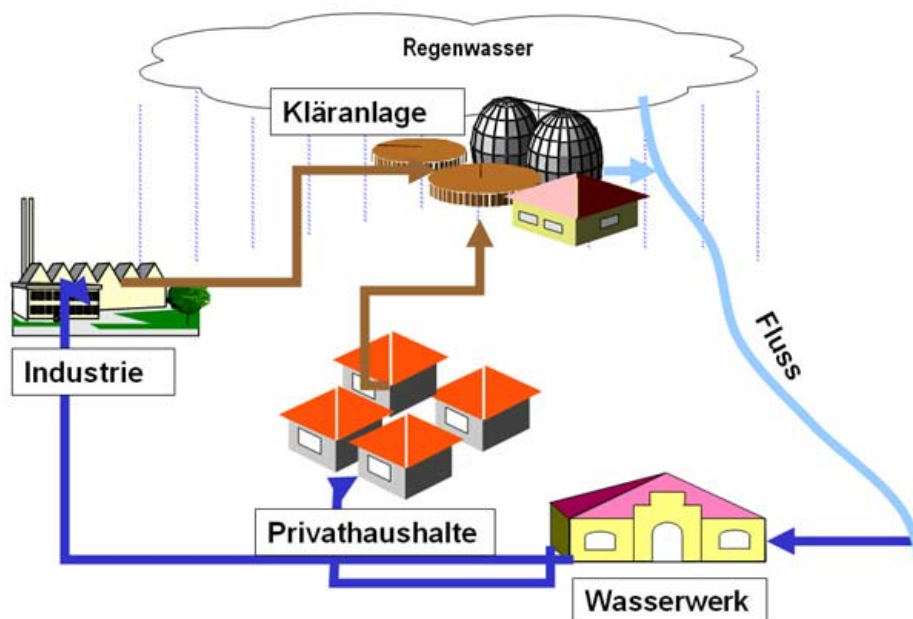 Regenwasser
Kläranlage
Industrie
Fluss
Privathaushalte
Wasserwerk